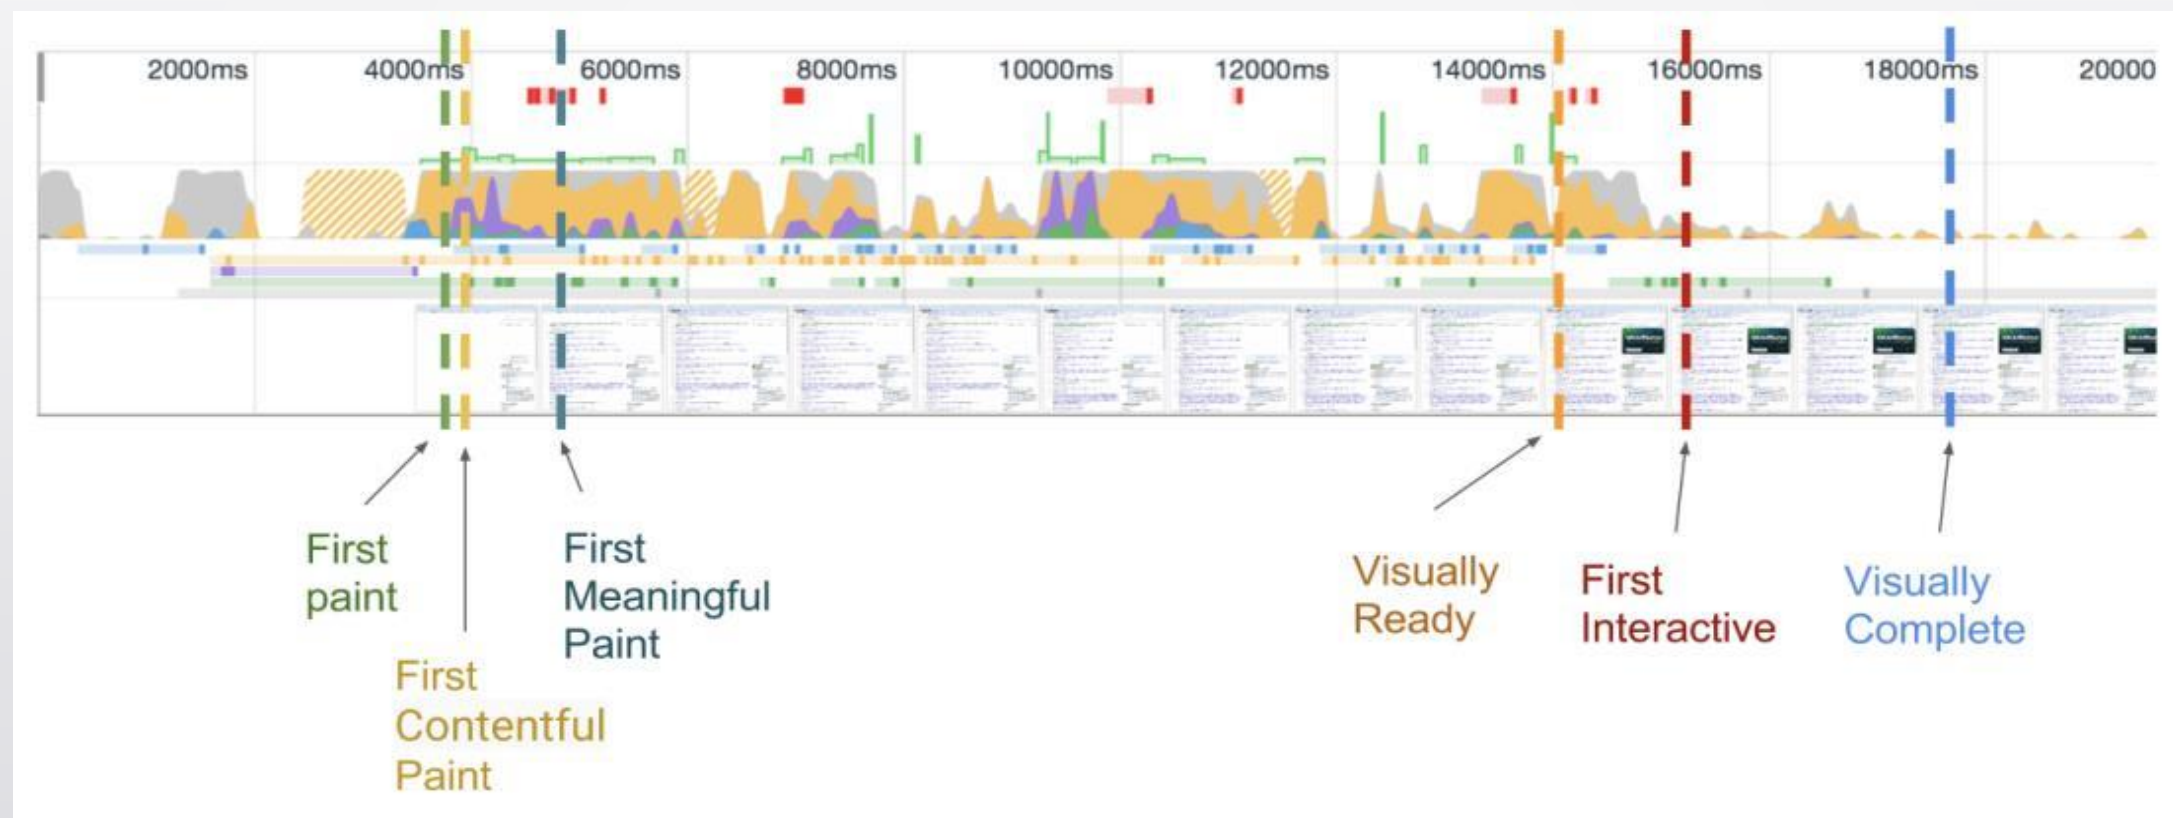 2000ms 4000ms 6000ms 8000ms 10000ms 12000ms 14000ms 16000ms 18000ms 20000
First
paint
First
Contentful
Paint
First
Meaningful
Paint
Visually
Ready
First
Interactive
Visually
Complete